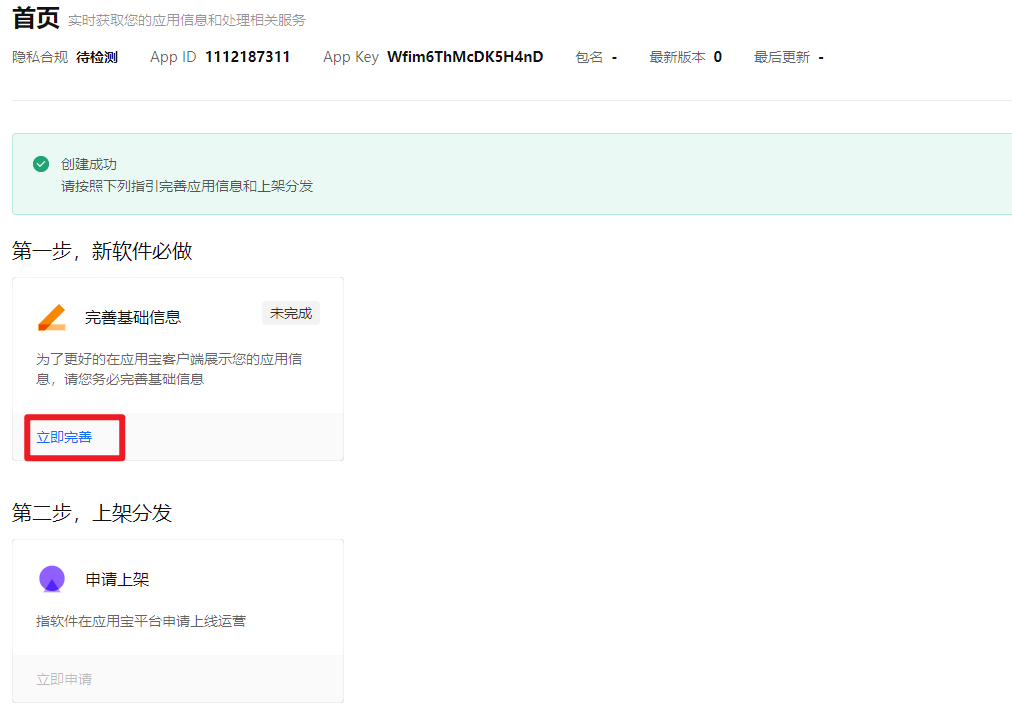 首页 实时获取您的应用信息和处理相关服务
隐私合规 待检测 App ID 1112187311 App Key Wfim6ThMcDK5H4nD 包名 - 最新版本 0 最后更新 -
创建成功
请按照下列指引完善应用信息和上架分发
第一步，新软件必做
完善基础信息 未完成
为了更好的在应用宝客户端展示您的应用信
息，请您务必完善基础信息
立即完善
第二步，上架分发
申请上架
指软件在应用宝平台申请上线运营
立即申请